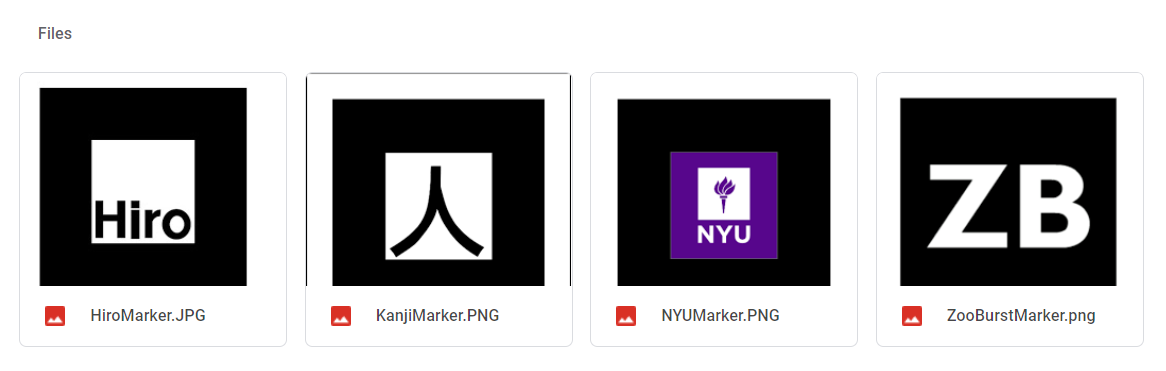 Files
Hiro
人
NYU
ZB
HiroMarker.JPG
KanjiMarker.PNG
NYUMarker.PNG
ZooBurstMarker.png